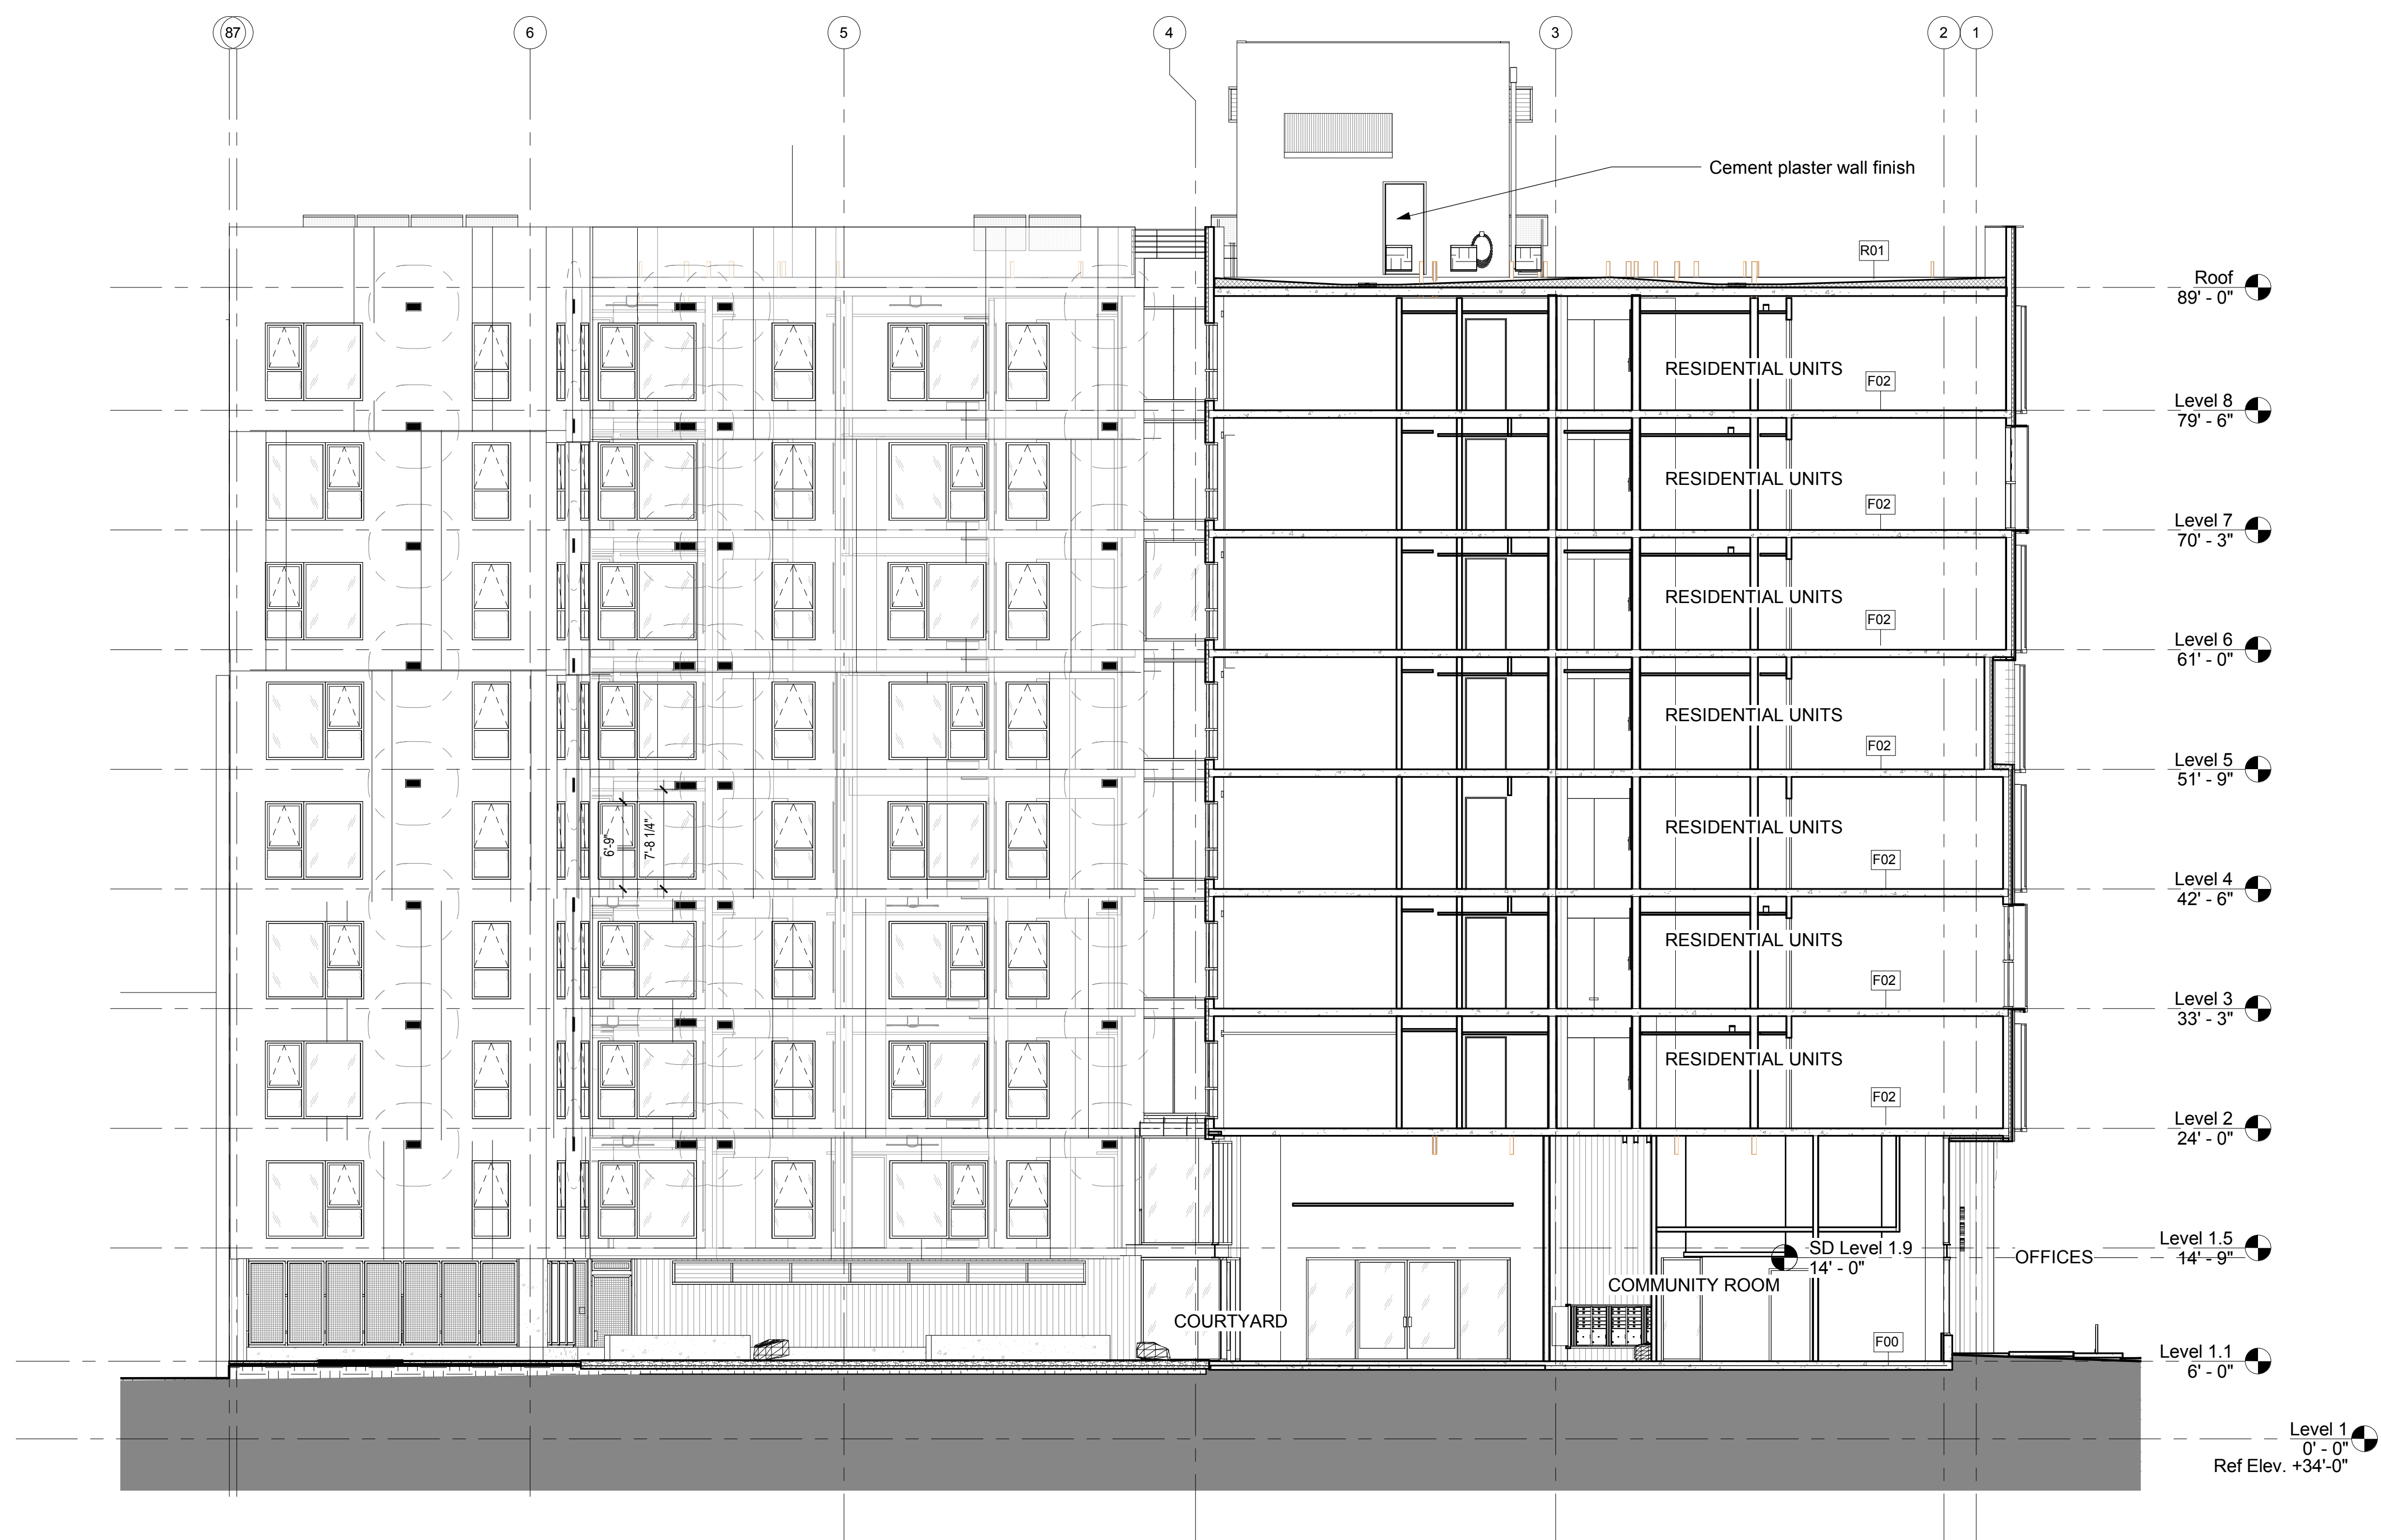 87
6
5
4
3
2
1
Cement plaster wall finish
R01
Roof
89' - 0"
RESIDENTIAL UNITS
F02
Level 8
79' - 6"
RESIDENTIAL UNITS
F02
Level 7
70' - 3"
RESIDENTIAL UNITS
F02
Level 6
61' - 0"
RESIDENTIAL UNITS
F02
Level 5
51' - 9"
6'-9"
7'-8 1/4"
RESIDENTIAL UNITS
F02
Level 4
42' - 6"
RESIDENTIAL UNITS
F02
Level 3
33' - 3"
RESIDENTIAL UNITS
F02
Level 2
24' - 0"
Level 1.5
14' - 9"
SD Level 1.9
14' - 0"
OFFICES
COMMUNITY ROOM
COURTYARD
F00
Level 1.1
6' - 0"
Level 1
0' - 0"
Ref Elev. +34'-0"